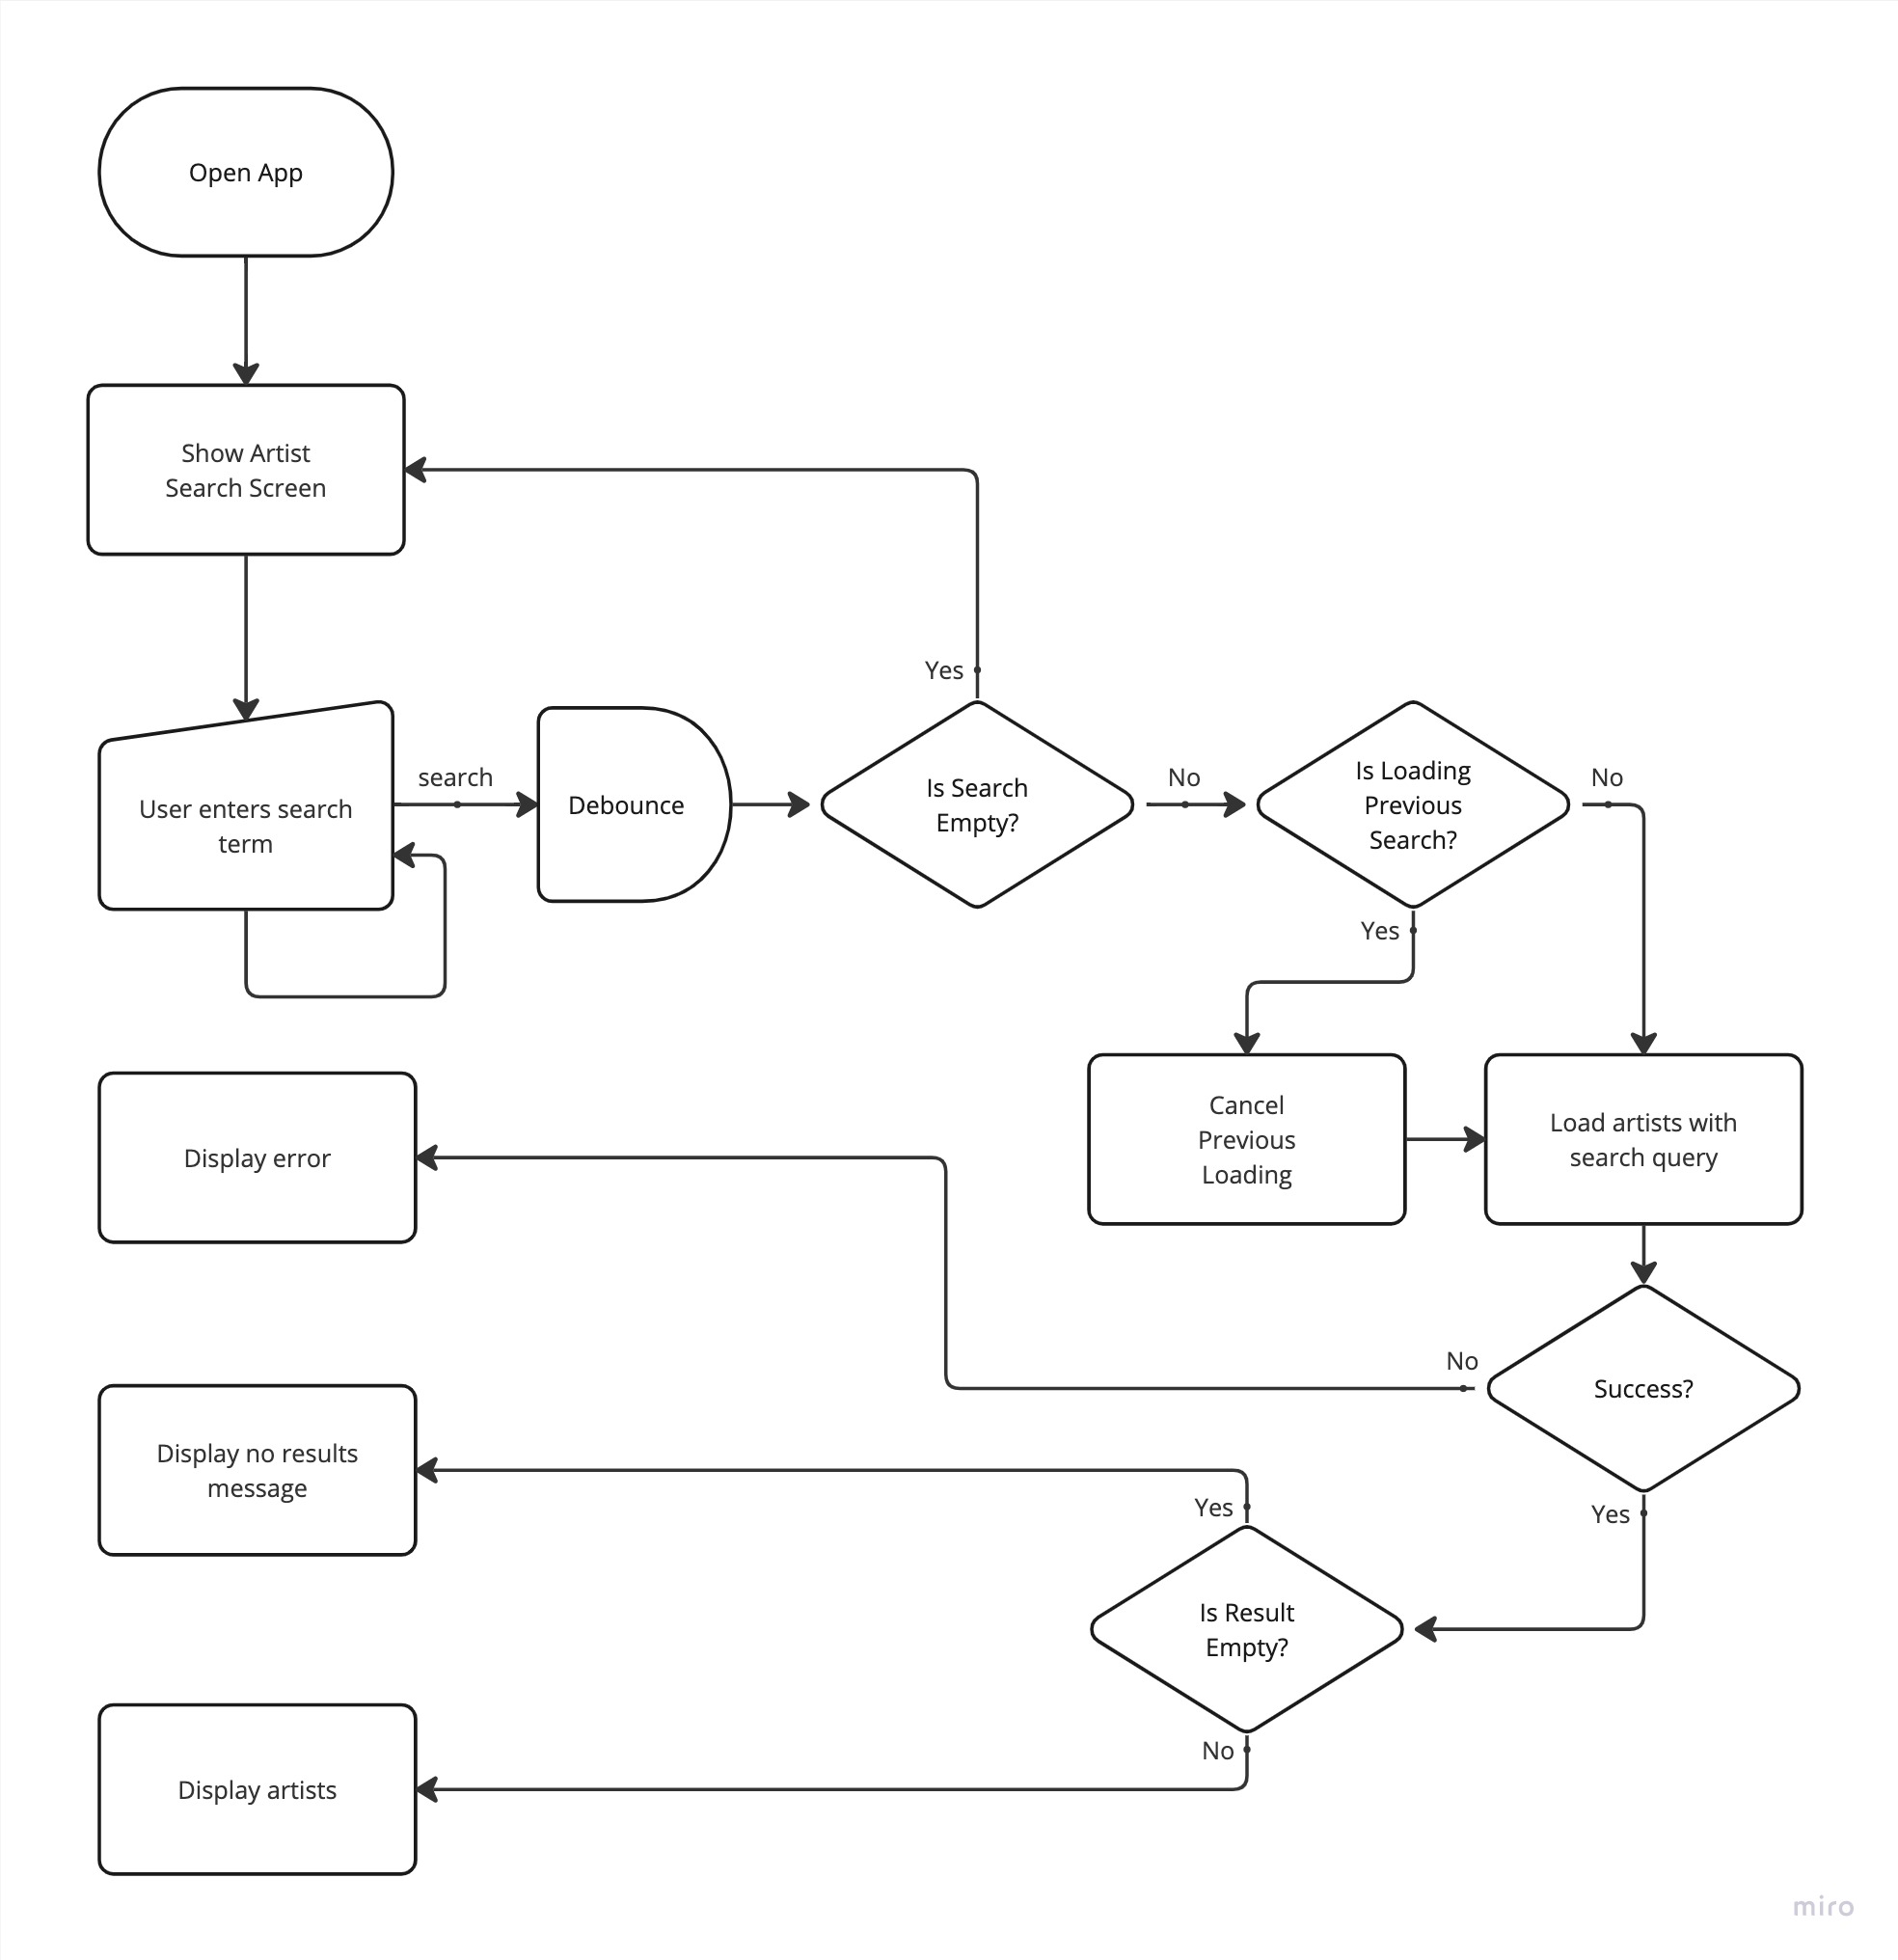 Open App
Show Artist
Search Screen
Yes
User enters search
term
search
Debounce
Is Search
Empty?
No
Is Loading
Previous
Search?
No
Yes
Cancel
Previous
Loading
Load artists with
search query
Display error
No
Success?
Yes
Display no results
message
Yes
Is Result
Empty?
No
Display artists
miro